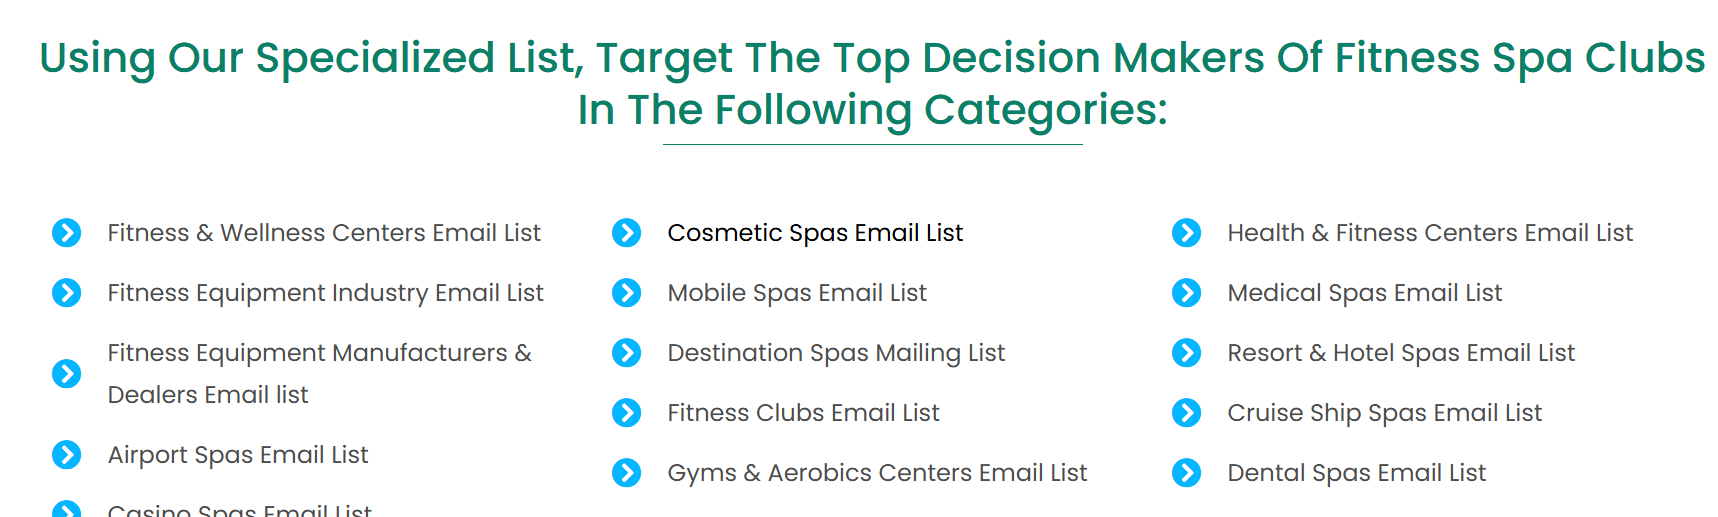 Using Our Specialized List, Target The Top Decision Makers Of Fitness Spa Clubs
In The Following Categories:
Fitness & Wellness Centers Email List
Fitness Equipment Industry Email List
Fitness Equipment Manufacturers &
Dealers Email list
Airport Spas Email List
Casino Spas Email List
Cosmetic Spas Email List
Mobile Spas Email List
Destination Spas Mailing List
Fitness Clubs Email List
Gyms & Aerobics Centers Email List
Health & Fitness Centers Email List
Medical Spas Email List
Resort & Hotel Spas Email List
Cruise Ship Spas Email List
Dental Spas Email List